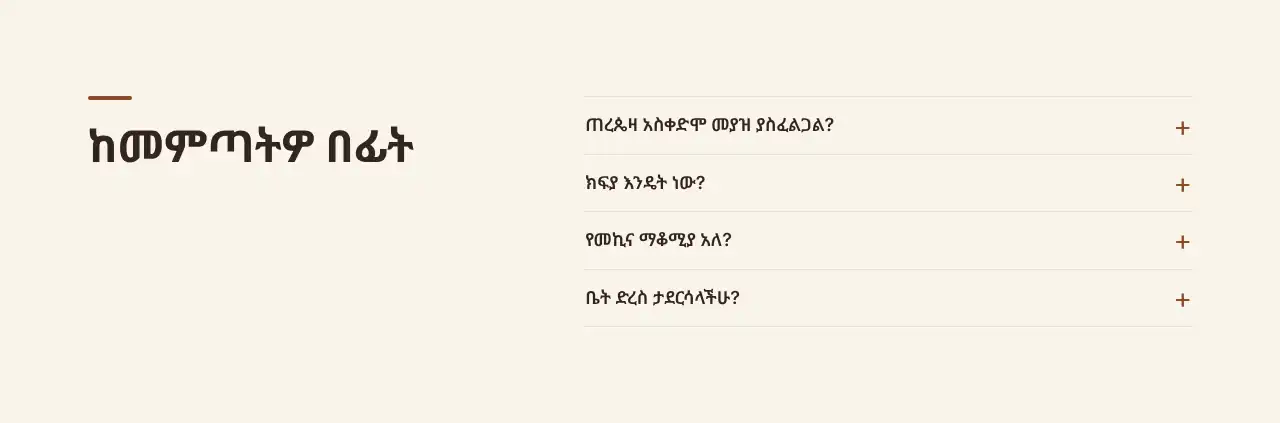 ከመምጣትዎ በፊት
ጠረጴዛ አስቀድሞ መያዝ ያስፈልጋል?
ክፍያ እንዴት ነው?
የመኪና ማቆሚያ አለ?
ቤት ድረስ ታደርሳላችሁ?